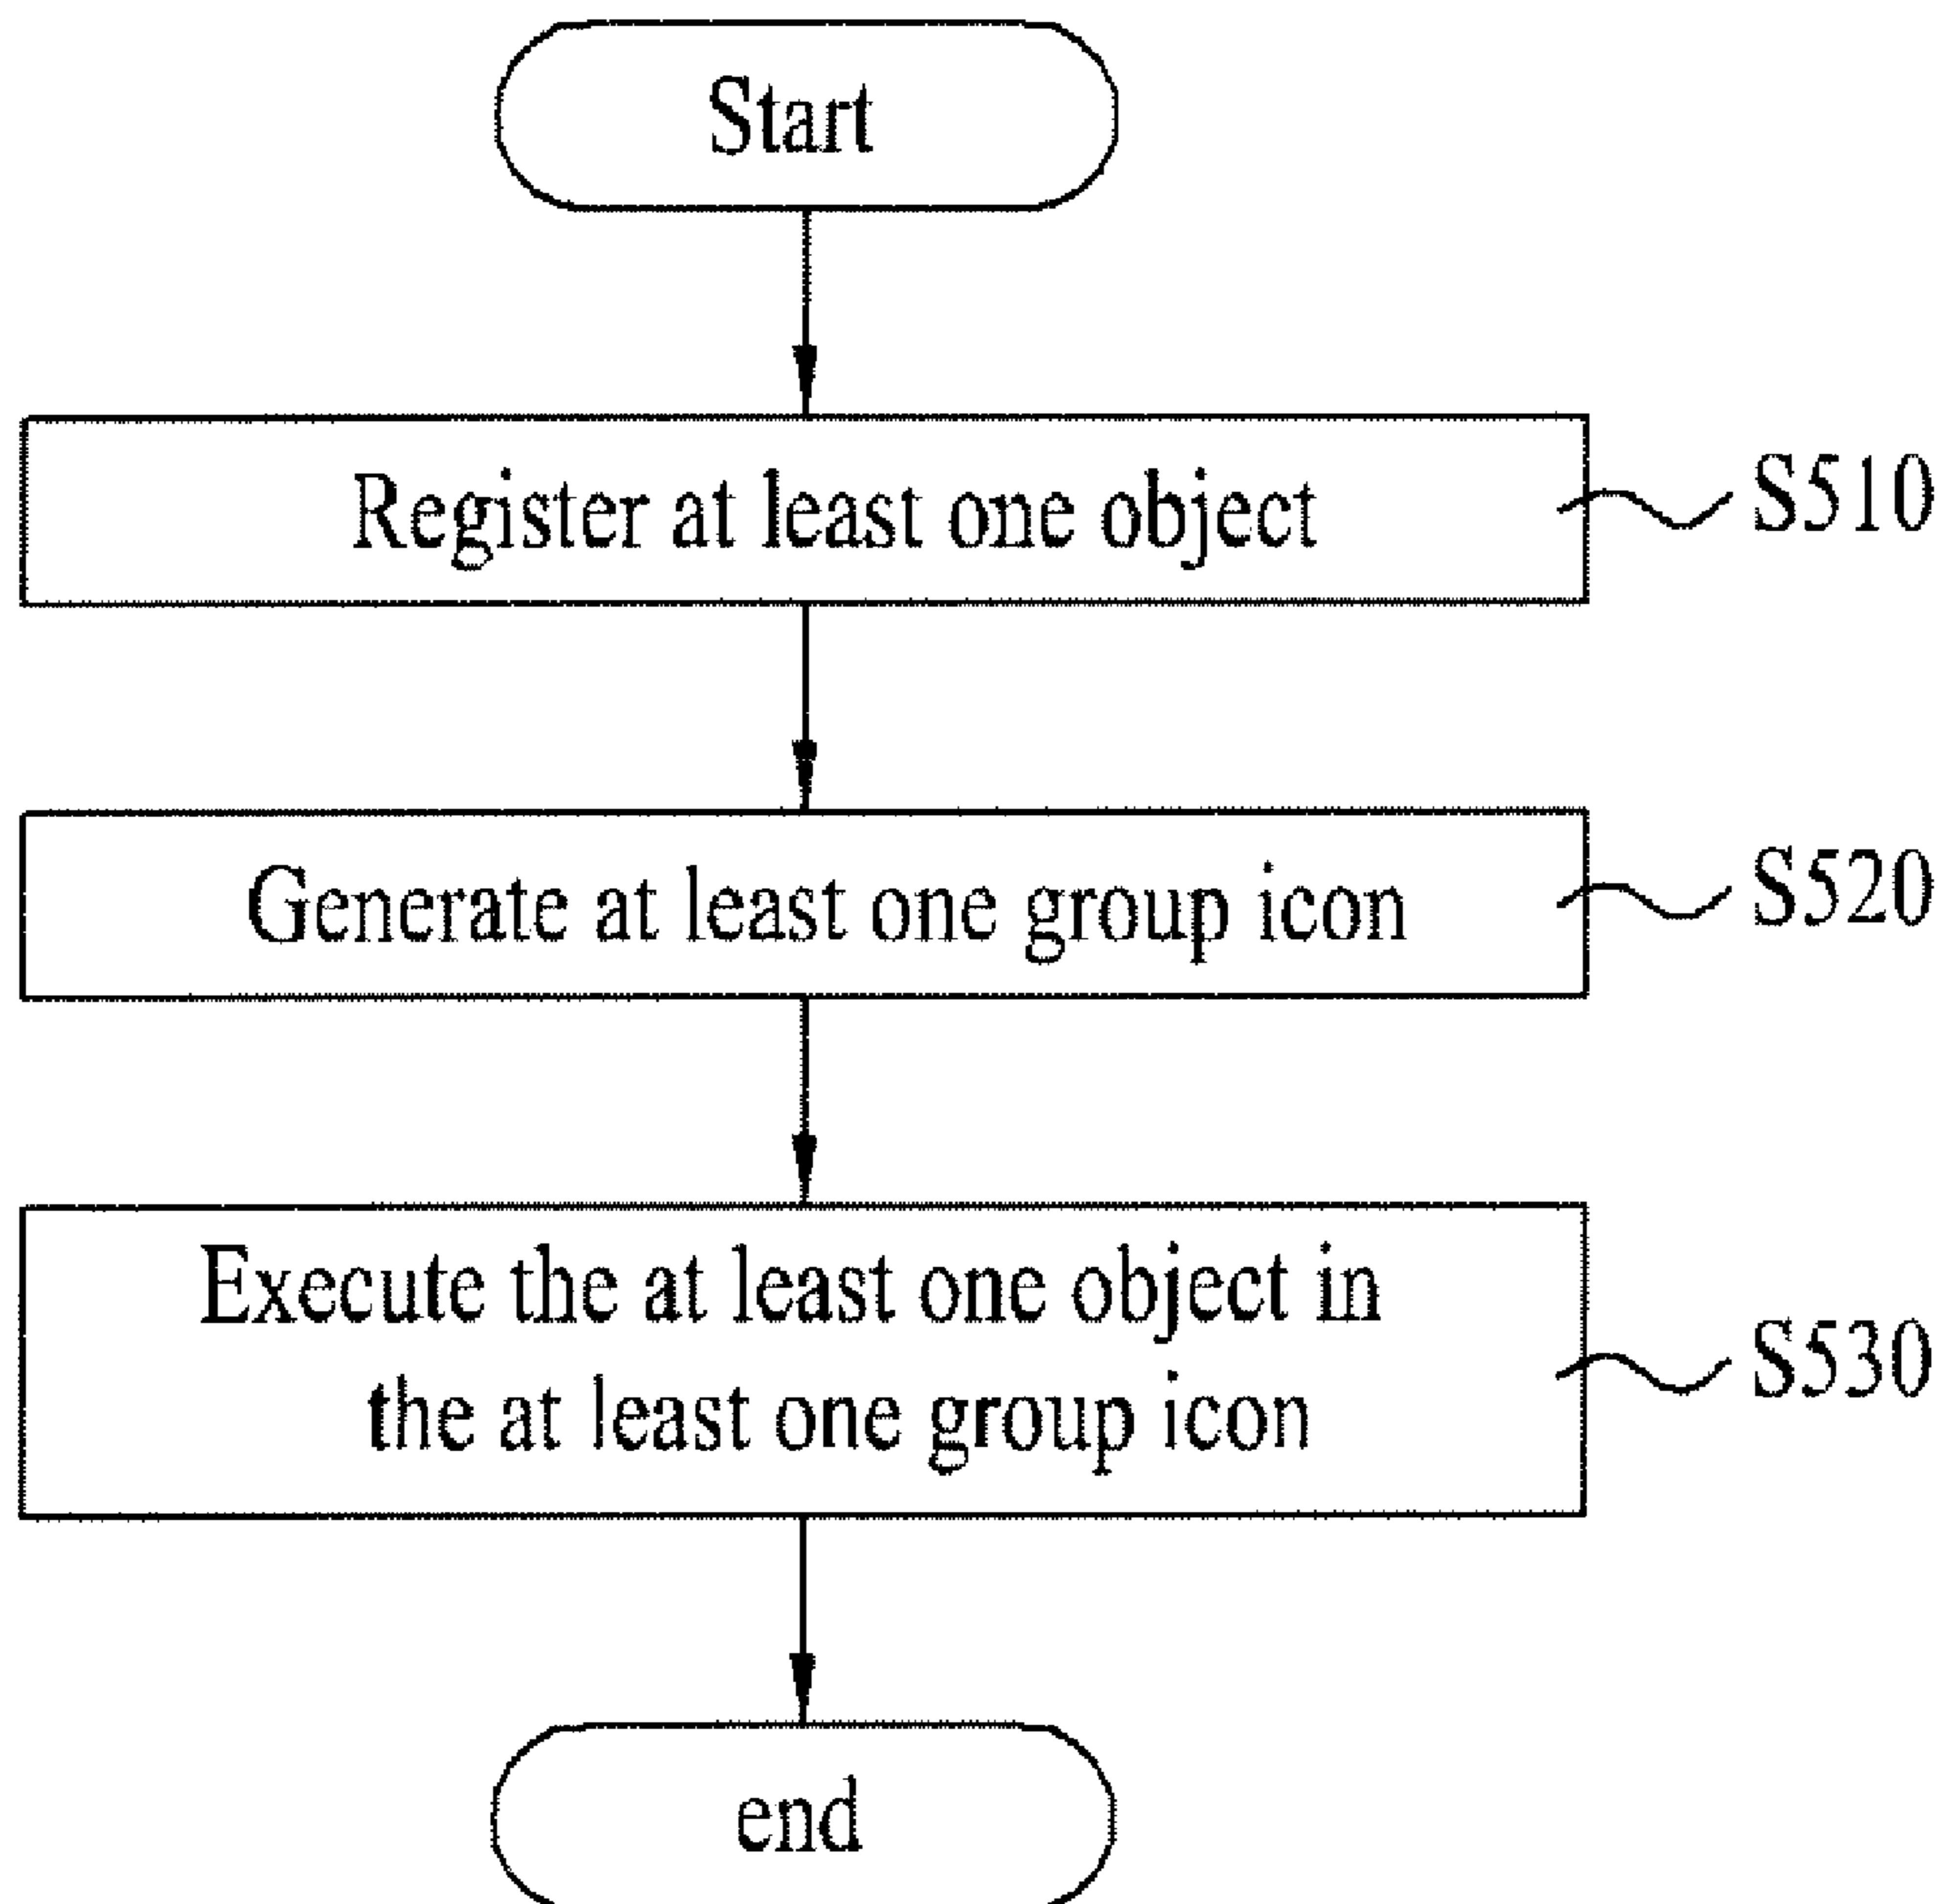 Start
Register at least one object
S510
Generate at least one group icon
S520
Execute the at least one object in
the at least one group icon
S530
end